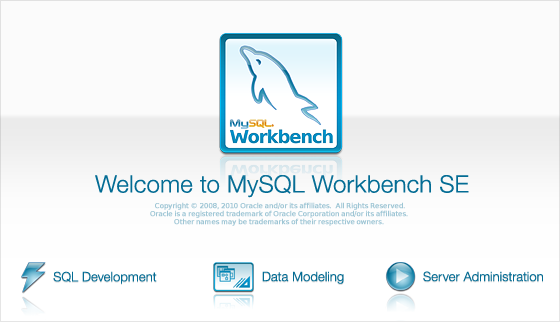 MySQL
Workbench
Welcome to MySQL Workbench SE
Copyright © 2008, 2010 Oracle and/or its affiliates. All Rights Reserved.
Oracle is a registered trademark of Oracle Corporation and/or its affiliates.
Other names may be trademarks of their respective owners.
SQL Development
Data Modeling
Server Administration